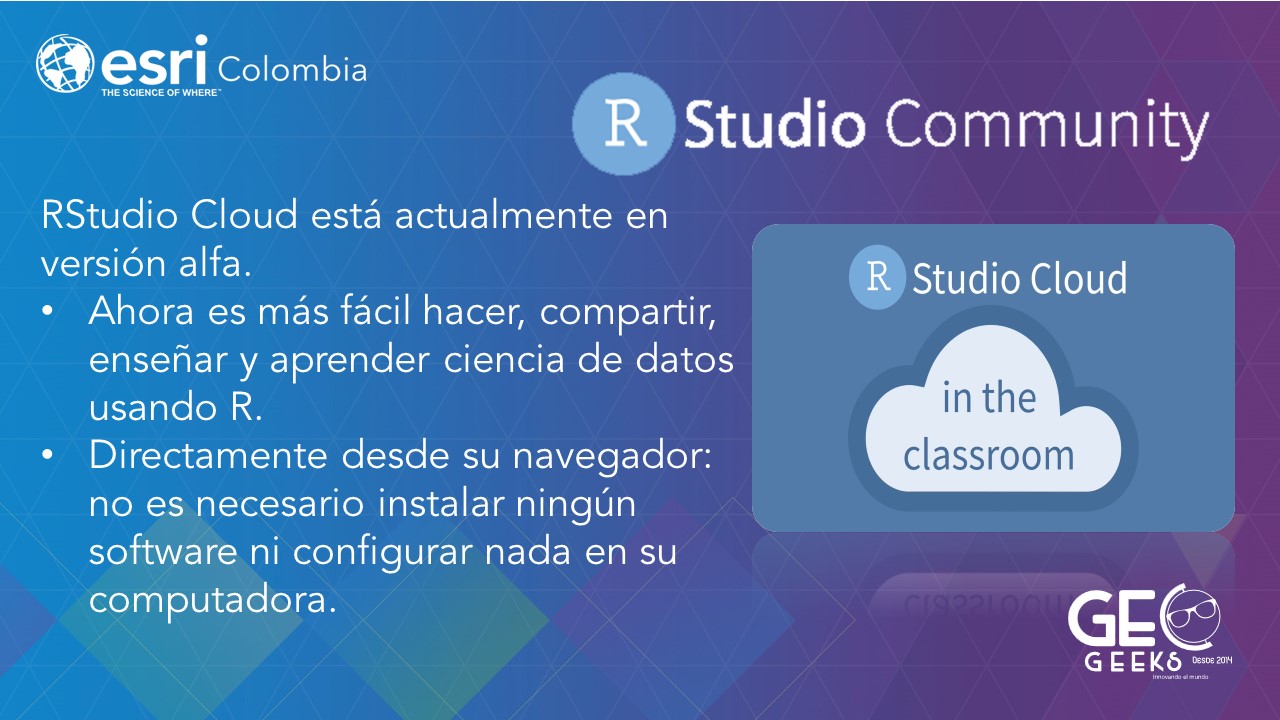 esri Colombia
THE SCIENCE OF WHERE™
R Studio Community
RStudio Cloud está actualmente en
versión alfa.
• Ahora es más fácil hacer, compartir,
enseñar y aprender ciencia de datos
usando R.
• Directamente desde su navegador:
no es necesario instalar ningún
software ni configurar nada en su
computadora.
R Studio Cloud
in the
classroom
GEO
GEEKS Desde 2014
Innovando el mundo